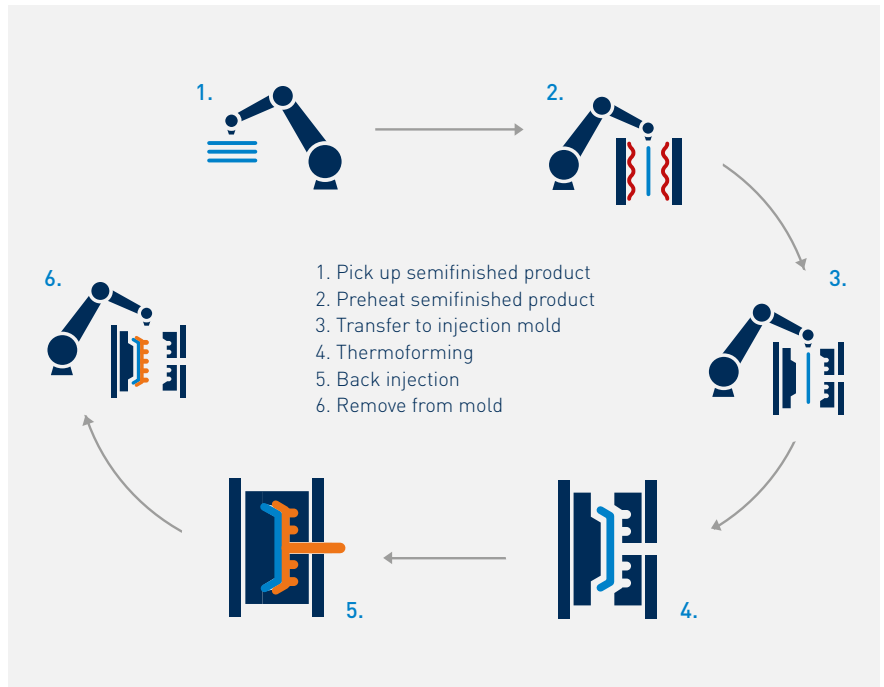 1.
2.
6.
3.
1. Pick up semifinished product
2. Preheat semifinished product
3. Transfer to injection mold
4. Thermoforming
5. Back injection
6. Remove from mold
5.
4.